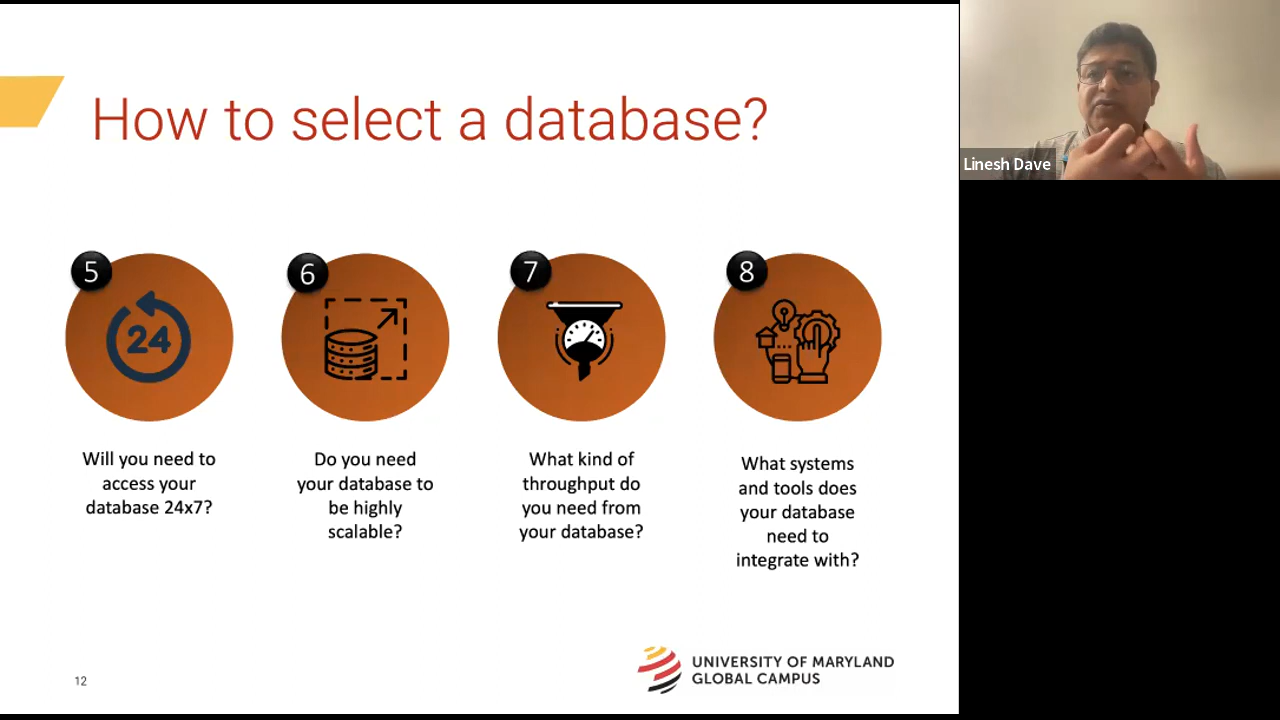 How to select a database?
5
24
Will you need to
access your
database 24x7?
6
Do you need
your database to
be highly
scalable?
7
What kind of
throughput do
you need from
your database?
8
What systems
and tools does
your database
need to
integrate with?
12
UNIVERSITY OF MARYLAND
GLOBAL CAMPUS
Linesh Dave